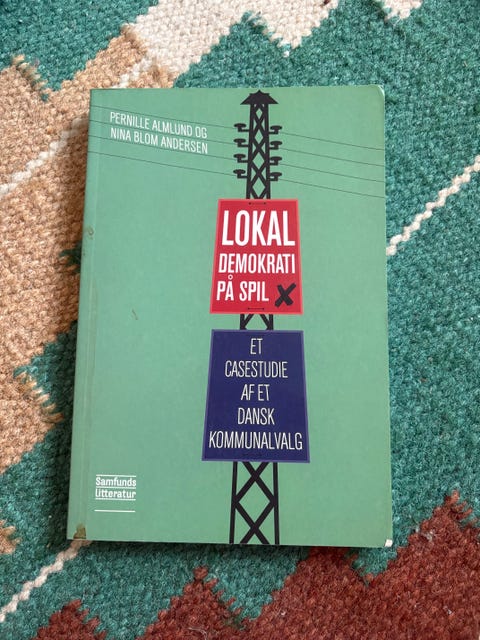 PERNILLE ALMLUND OG
NINA BLOM ANDERSEN
LOKAL
DEMOKRATI
PÅ SPIL
ET
CASESTUDIE
AF ET
DANSK
KOMMUNALVALG
Samfunds
Litteratur